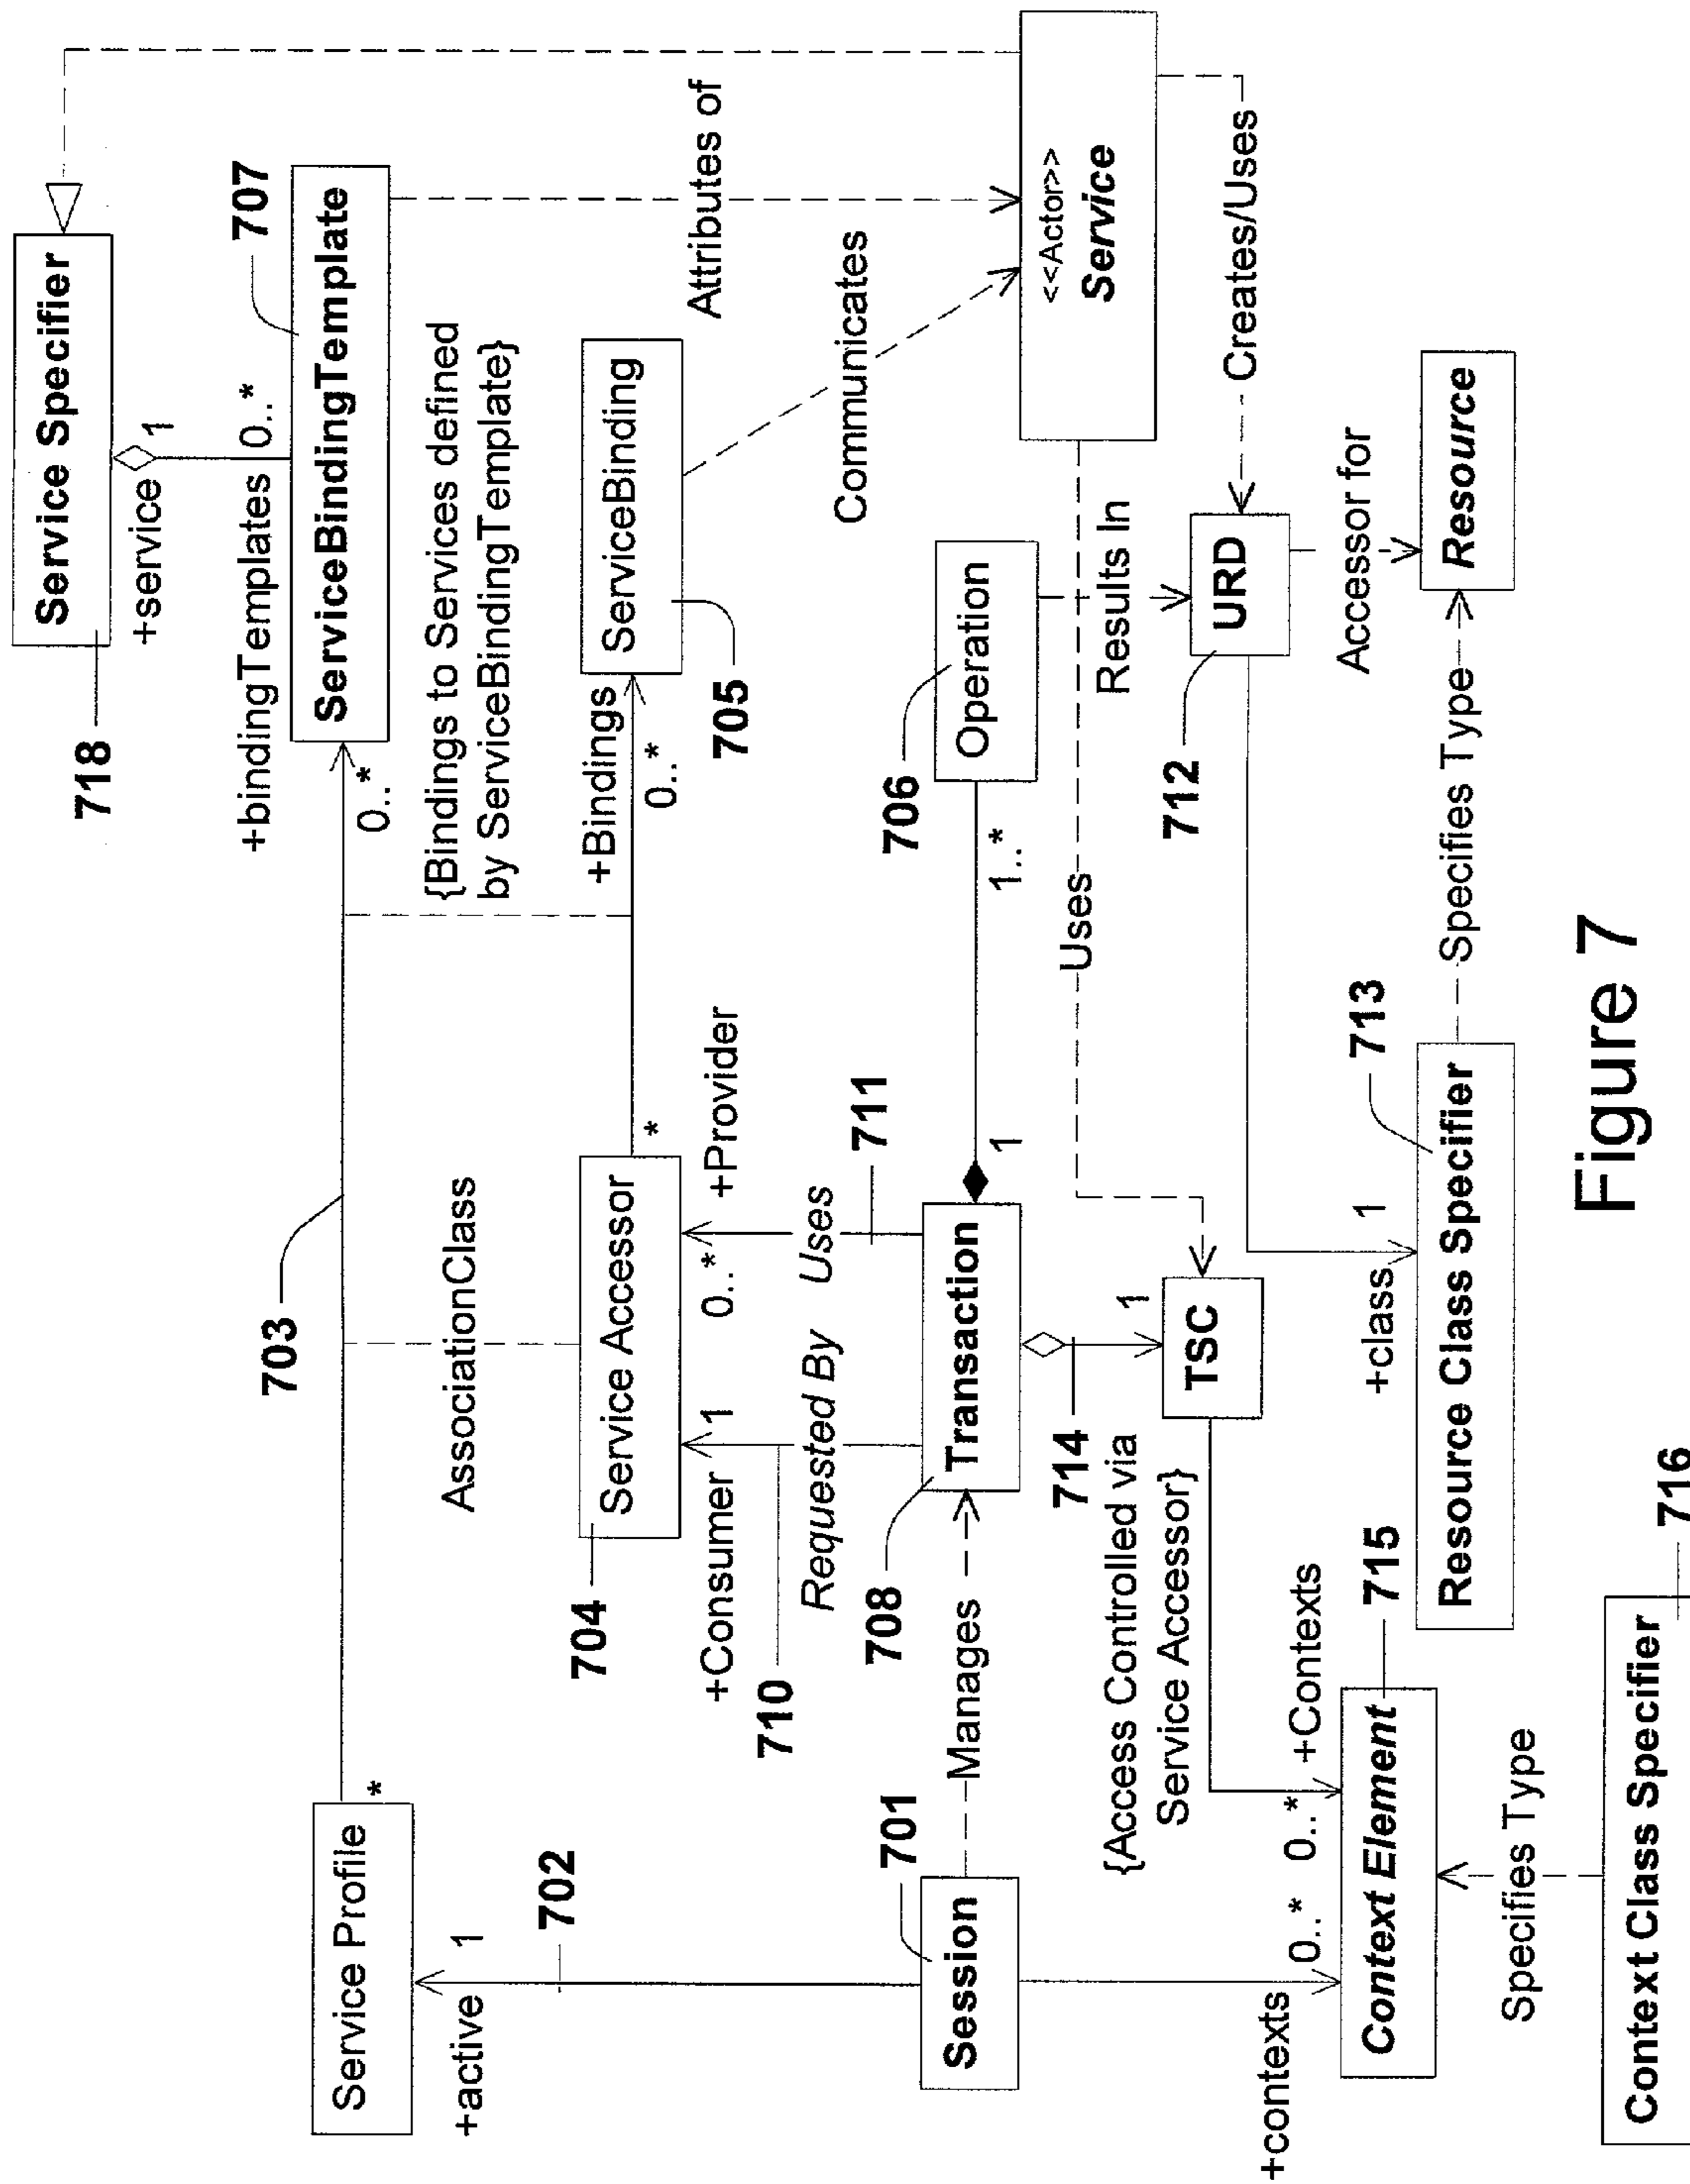 Service Specifier
718
+service 1
707
+bindingTemplates 0..*
Service Profile
*
703
0..*
ServiceBindingTemplate
{Bindings to Services defined
by ServiceBindingTemplate}
+active 1
702
AssociationClass
704
Service Accessor
*
+Bindings
0..*
ServiceBinding
705
Attributes of
+Consumer 1
0..* +Provider
710
Requested By
Uses
711
Communicates
701
Session
Manages
708
Transaction
1
1..*
706
Operation
<<Actor>>
Service
{Access Controlled via
Service Accessor}
714
1
Uses
Results In
TSC
712
URD
Creates/Uses
+contexts
0..*
0..*
+Contexts
Context Element
715
+class 1
713
Accessor for
Resource Class Specifier
Specifies Type
Resource
Specifies Type
Context Class Specifier
716
Figure 7